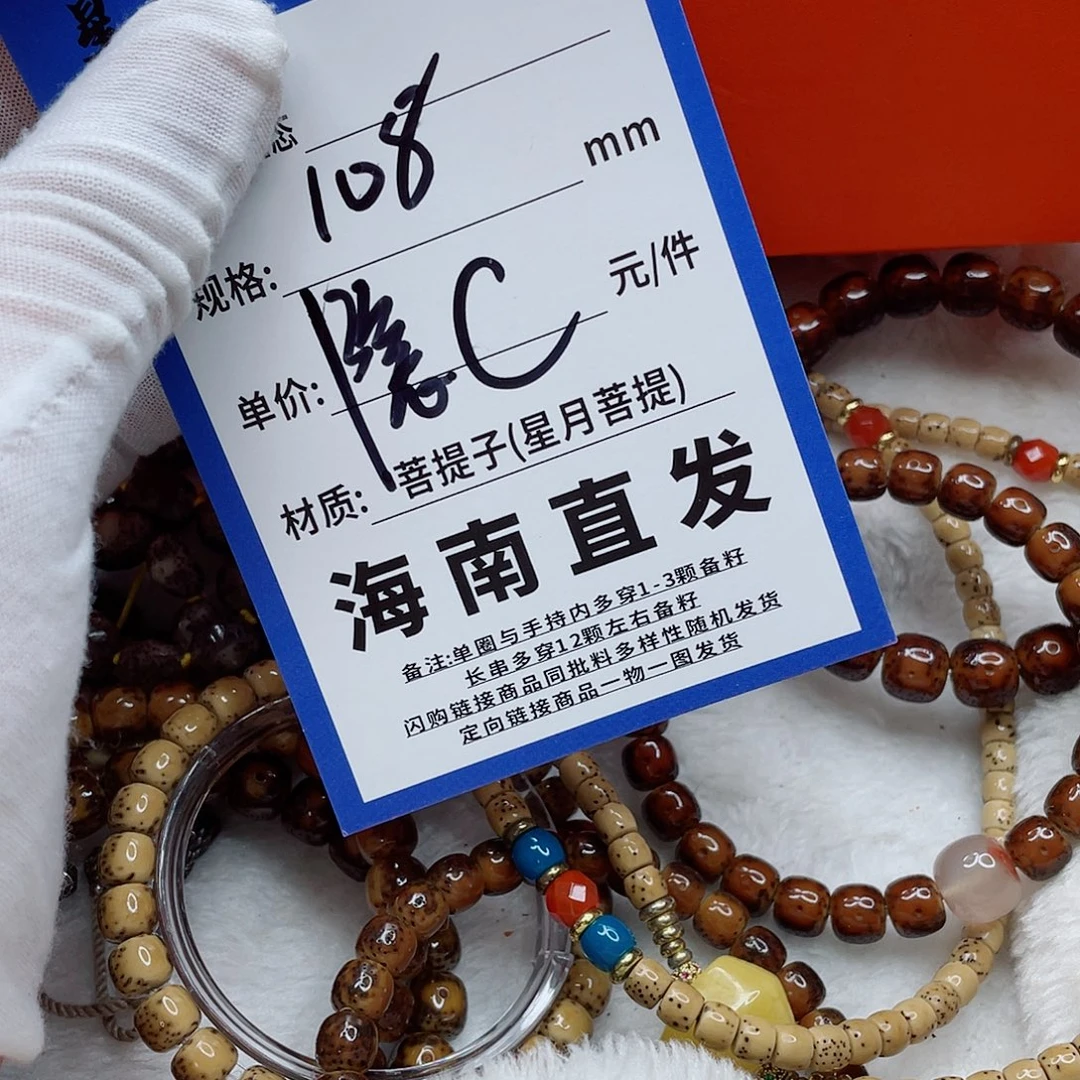 念
108
mm
规格:
元/件
单价:
隐C
材质: 菩提子(星月菩提)
海南直发
备注:单圈与手持内多穿1-3颗备籽
长串多穿12颗左右备籽
闪购链接商品同批料多样性随机发货
定向链接商品一物一图发货